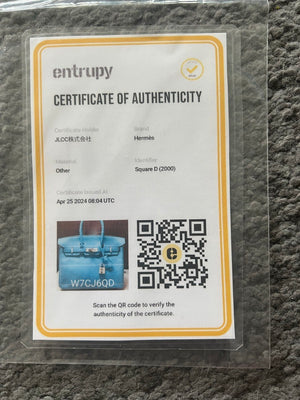 entrupy
CERTIFICATE OF AUTHENTICITY
Certificate Holder
Brand
JLCC株式会社
Hermès
Material
Identifier
Other
Square D (2000)
Certificate Issued At
Apr 25 2024 08:04 UTC
W7CJ6QD
e
Scan the QR code to verify the
authenticity of the certificate.